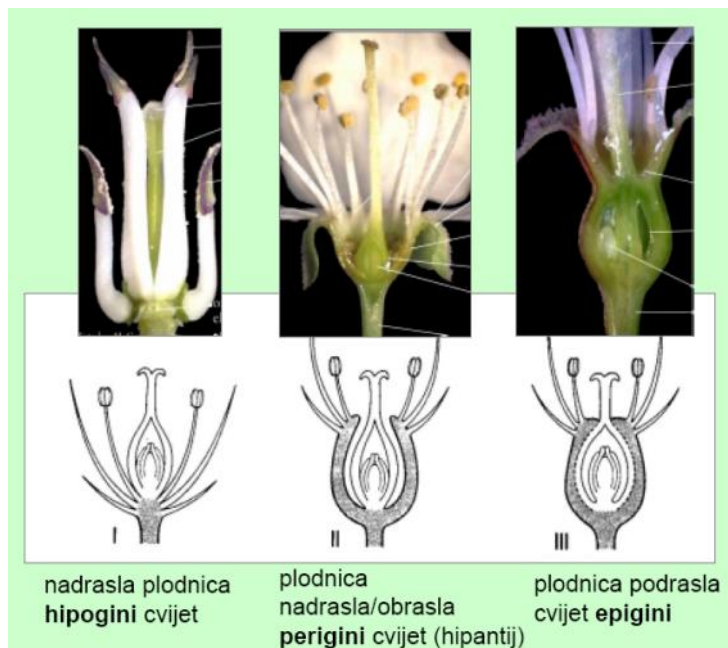 I
II
III
nadrasla plodnica
hipogini cvijet
plodnica
nadrasla/obrasla
perigini cvijet (hipantij)
plodnica podrasla
cvijet epigini